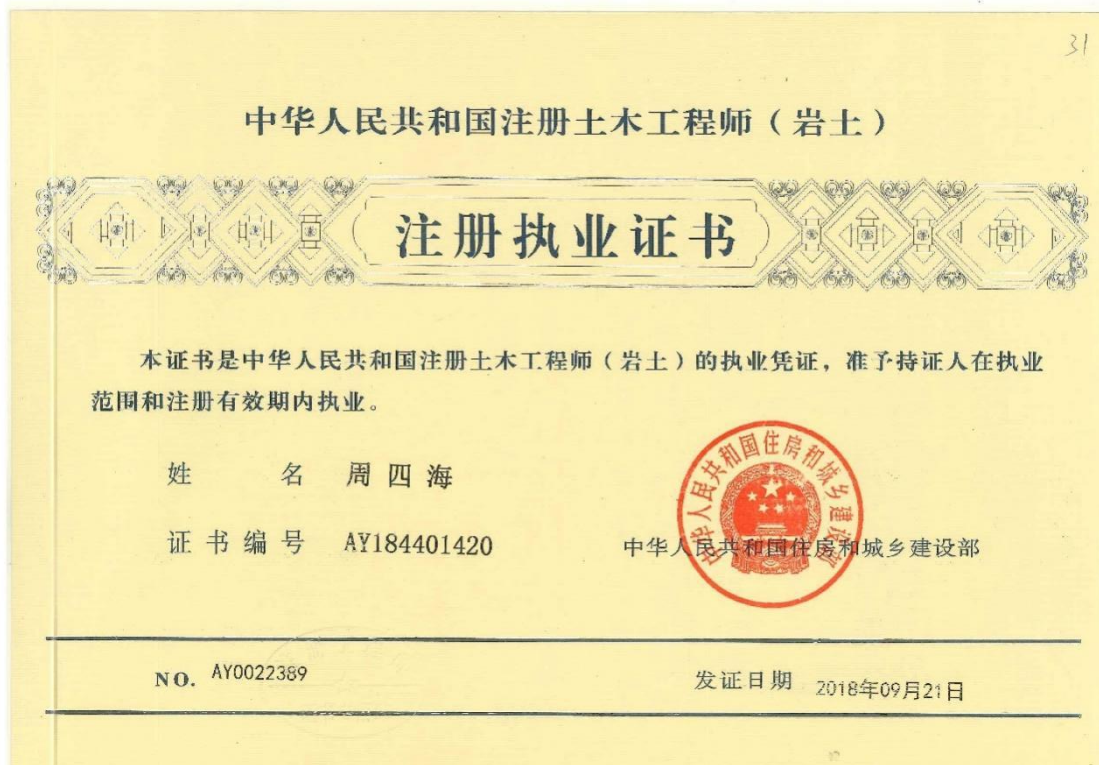 31
中华人民共和国注册土木工程师（岩土）
注册执业证书
本证书是中华人民共和国注册土木工程师（岩土）的执业凭证，准予持证人在执业
范围和注册有效期内执业。
姓 名 周四海
证书编号 AY184401420
中华人民共和国住房和城乡建设部
中华人民共和国住房和城乡建设部
NO. AY0022389
发证日期 2018年09月21日